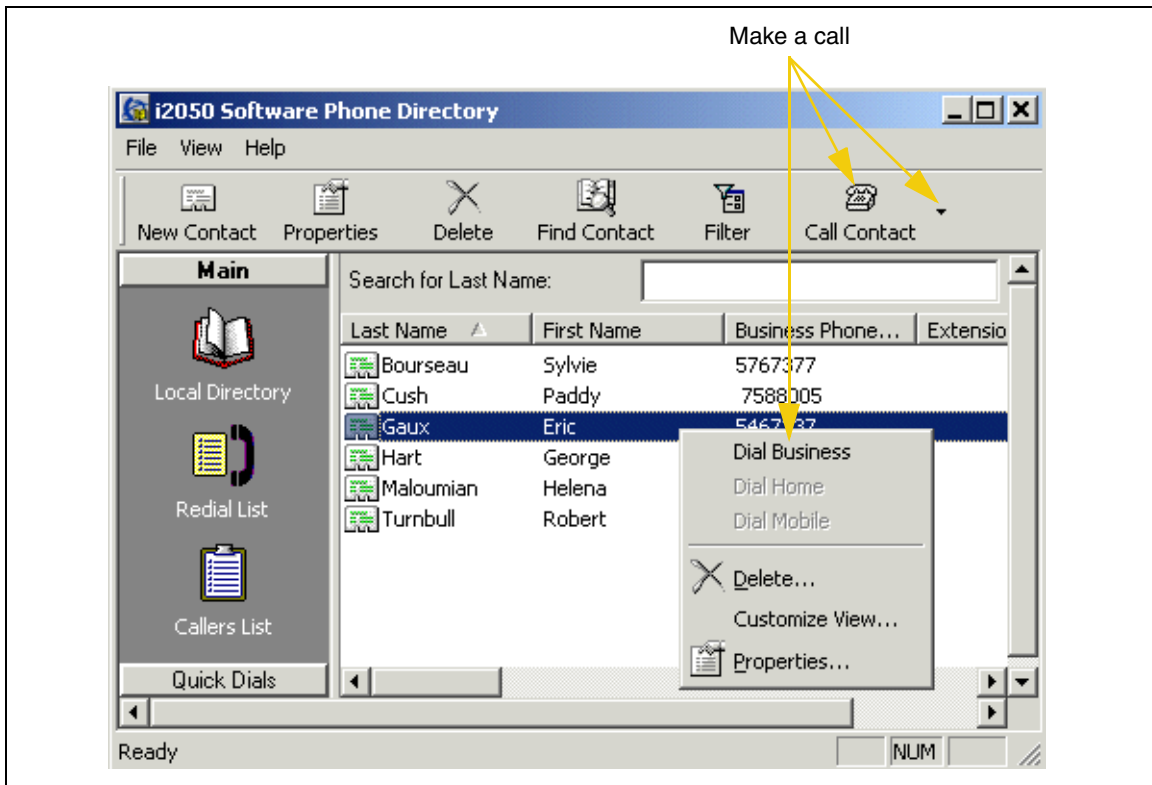 Make a call
i2050 Software Phone Directory
File View Help
New Contact Properties Delete Find Contact Filter Call Contact
Main
Search for Last Name:
Last Name First Name Business Phone... Extensio
Bourseau Sylvie 5767377
Local Directory
Cush Paddy 7588005
Gaux Eric
Hart George
Maloumian Helena
Redial List
Turnbull Robert
Dial Business
Dial Home
Dial Mobile
Delete...
Customize View...
Properties...
Callers List
Quick Dials
Ready NUM